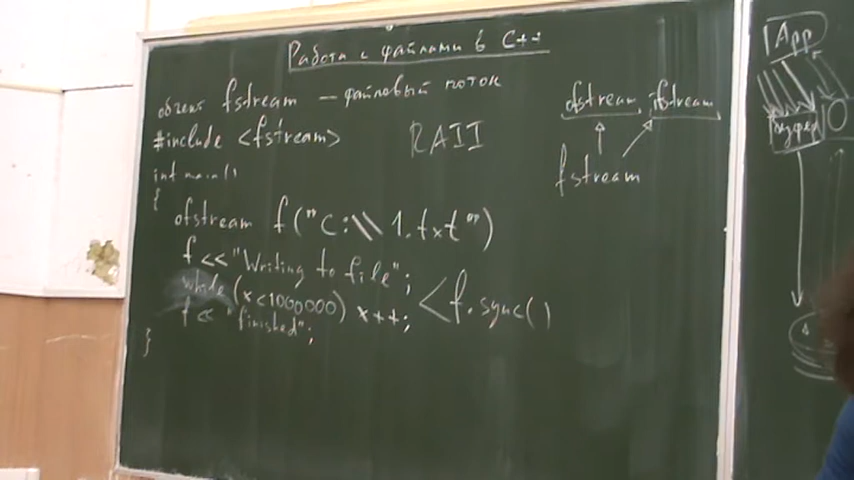 Работа с файлами в C++
объект fstream — файловый поток
#include <fstream>
RAII
int main()
{
ofstream f("C:\\1.txt")
f << "Writing to file";
while (x<1000000) x++;
< f.sync()
f << "finished";
}
ofstream ifstream
fstream
App
буфер